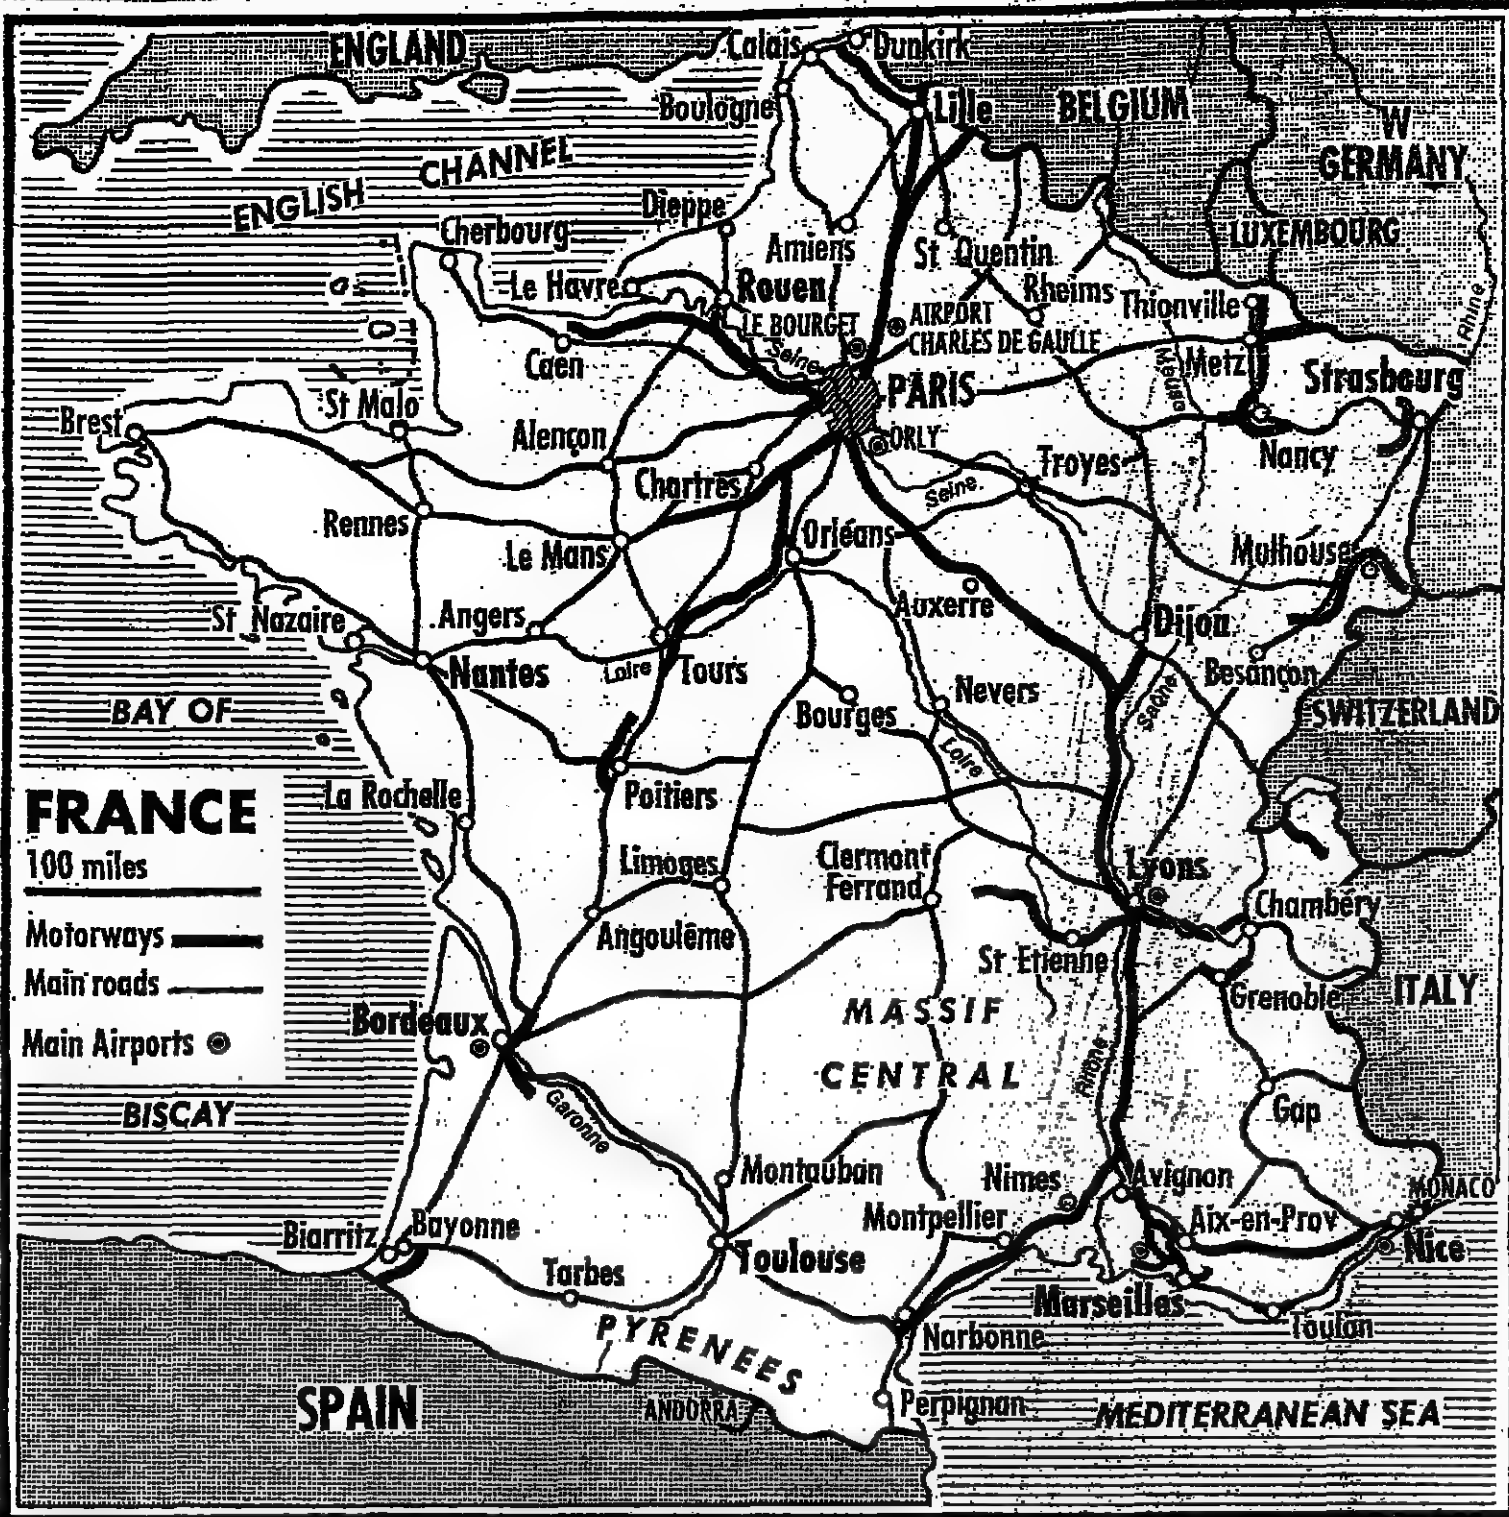 ENGLAND
Calais
Dunkirk
Boulogne
Lille
BELGIUM
W
GERMANY
ENGLISH CHANNEL
Dieppe
Cherbourg
Amiens
St Quentin
LUXEMBOURG
Le Havre
Rouen
Rheims
Thionville
Rhine
LE BOURGET
AIRPORT
CHARLES DE GAULLE
Seine
Caen
Metz
Meuse
Strasbourg
PARIS
St Malo
Brest
Alençon
ORLY
Nancy
Chartres
Troyes
Seine
Rennes
Le Mans
Orléans
Mulhouse
Auxerre
St Nazaire
Angers
Dijon
Nantes
Loire
Tours
Besançon
Nevers
Saône
BAY OF
Bourges
SWITZERLAND
Loire
La Rochelle
Poitiers
FRANCE
100 miles
Limoges
Clermont
Ferrand
Lyons
Chambéry
Motorways
Angoulême
St Etienne
Main roads
Grenoble
ITALY
MASSIF
Bordeaux
Main Airports
CENTRAL
Rhône
BISCAY
Garonne
Gap
Montauban
Nimes
Avignon
MONACO
Biarritz
Bayonne
Montpellier
Aix-en-Prov
Nice
Tarbes
Toulouse
Marseilles
Toulon
PYRENEES
Narbonne
SPAIN
ANDORRA
Perpignan
MEDITERRANEAN SEA